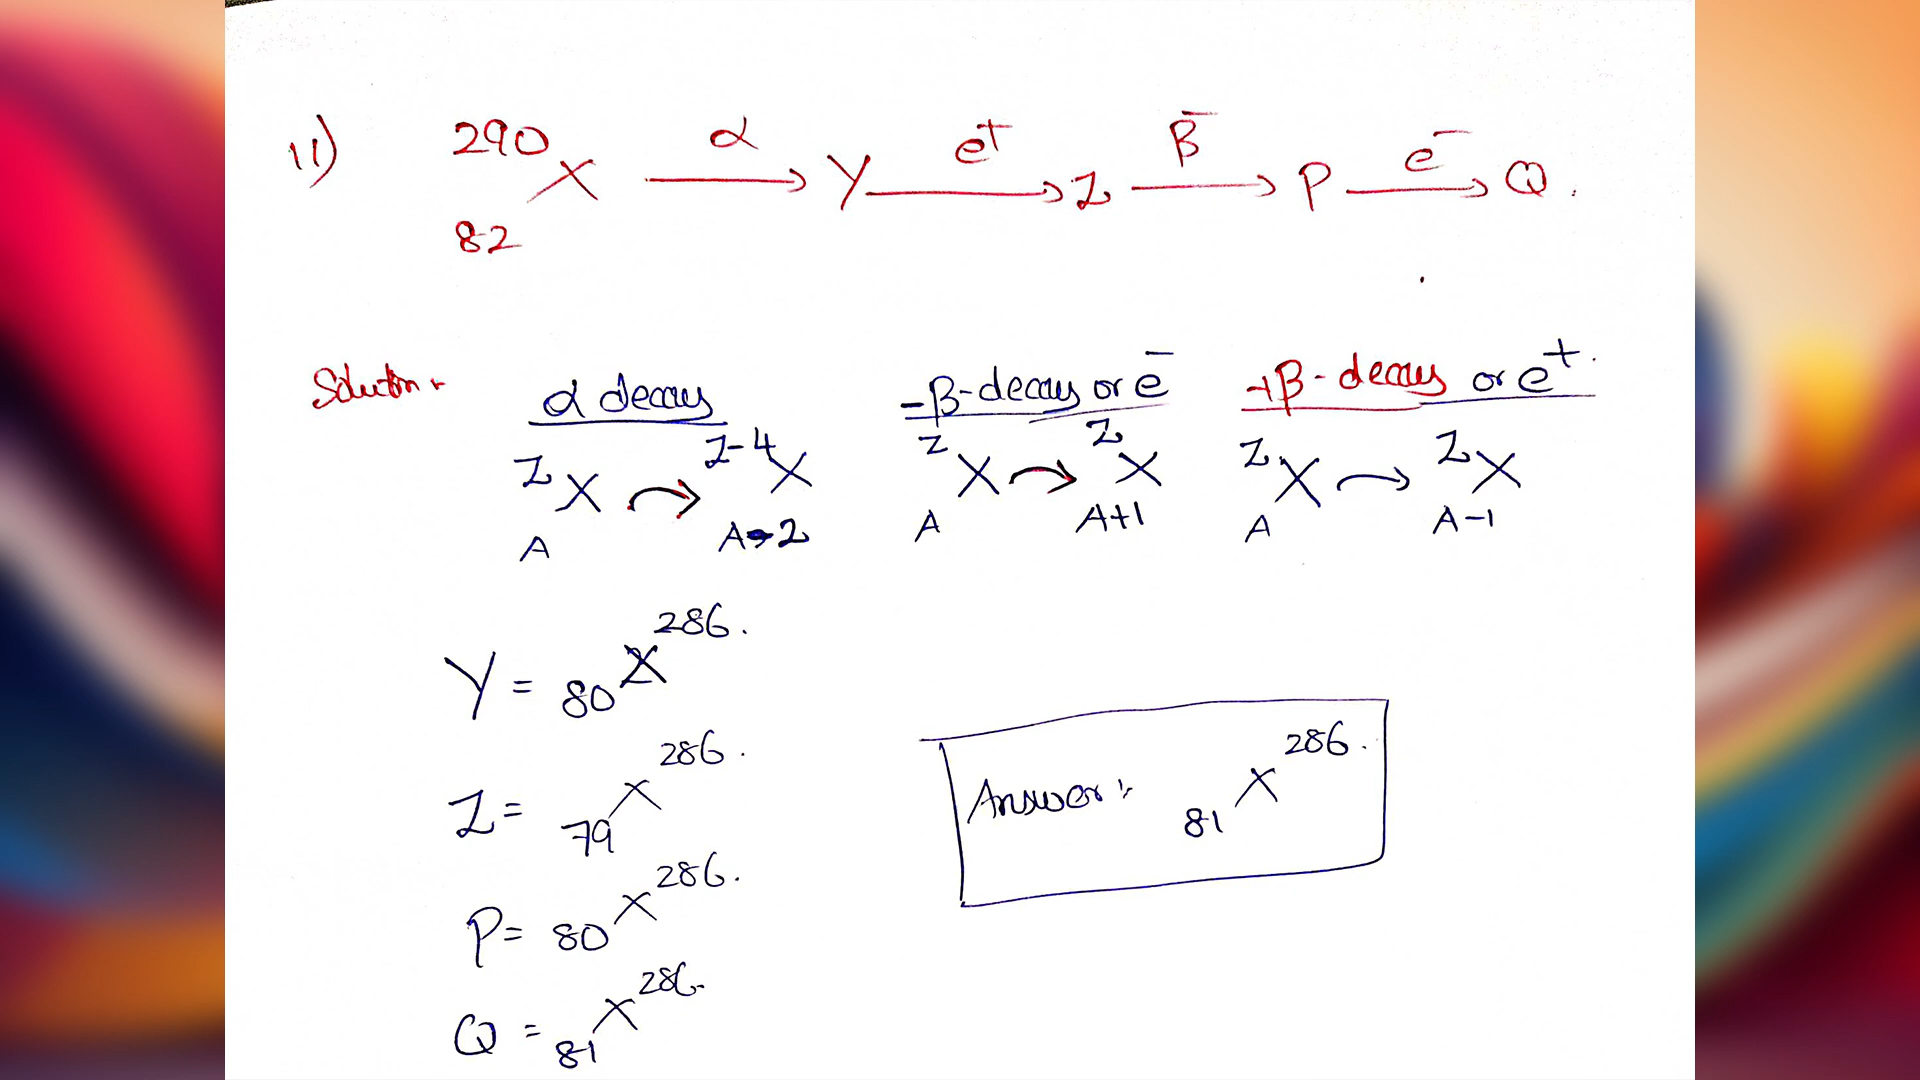 11) 290 X 82 —α→ Y —e⁺→ Z —β⁻→ P —e⁻→ Q.
Solution:
α decay
-β-decay or e⁻
+β-decay or e⁺.
Z X A → Z-4 X A-2
Z X A → Z X A+1
Z X A → Z X A-1
Y = 80 X 286.
Z = 79 X 286.
P = 80 X 286.
Q = 81 X 286.
Answer: 81 X 286.